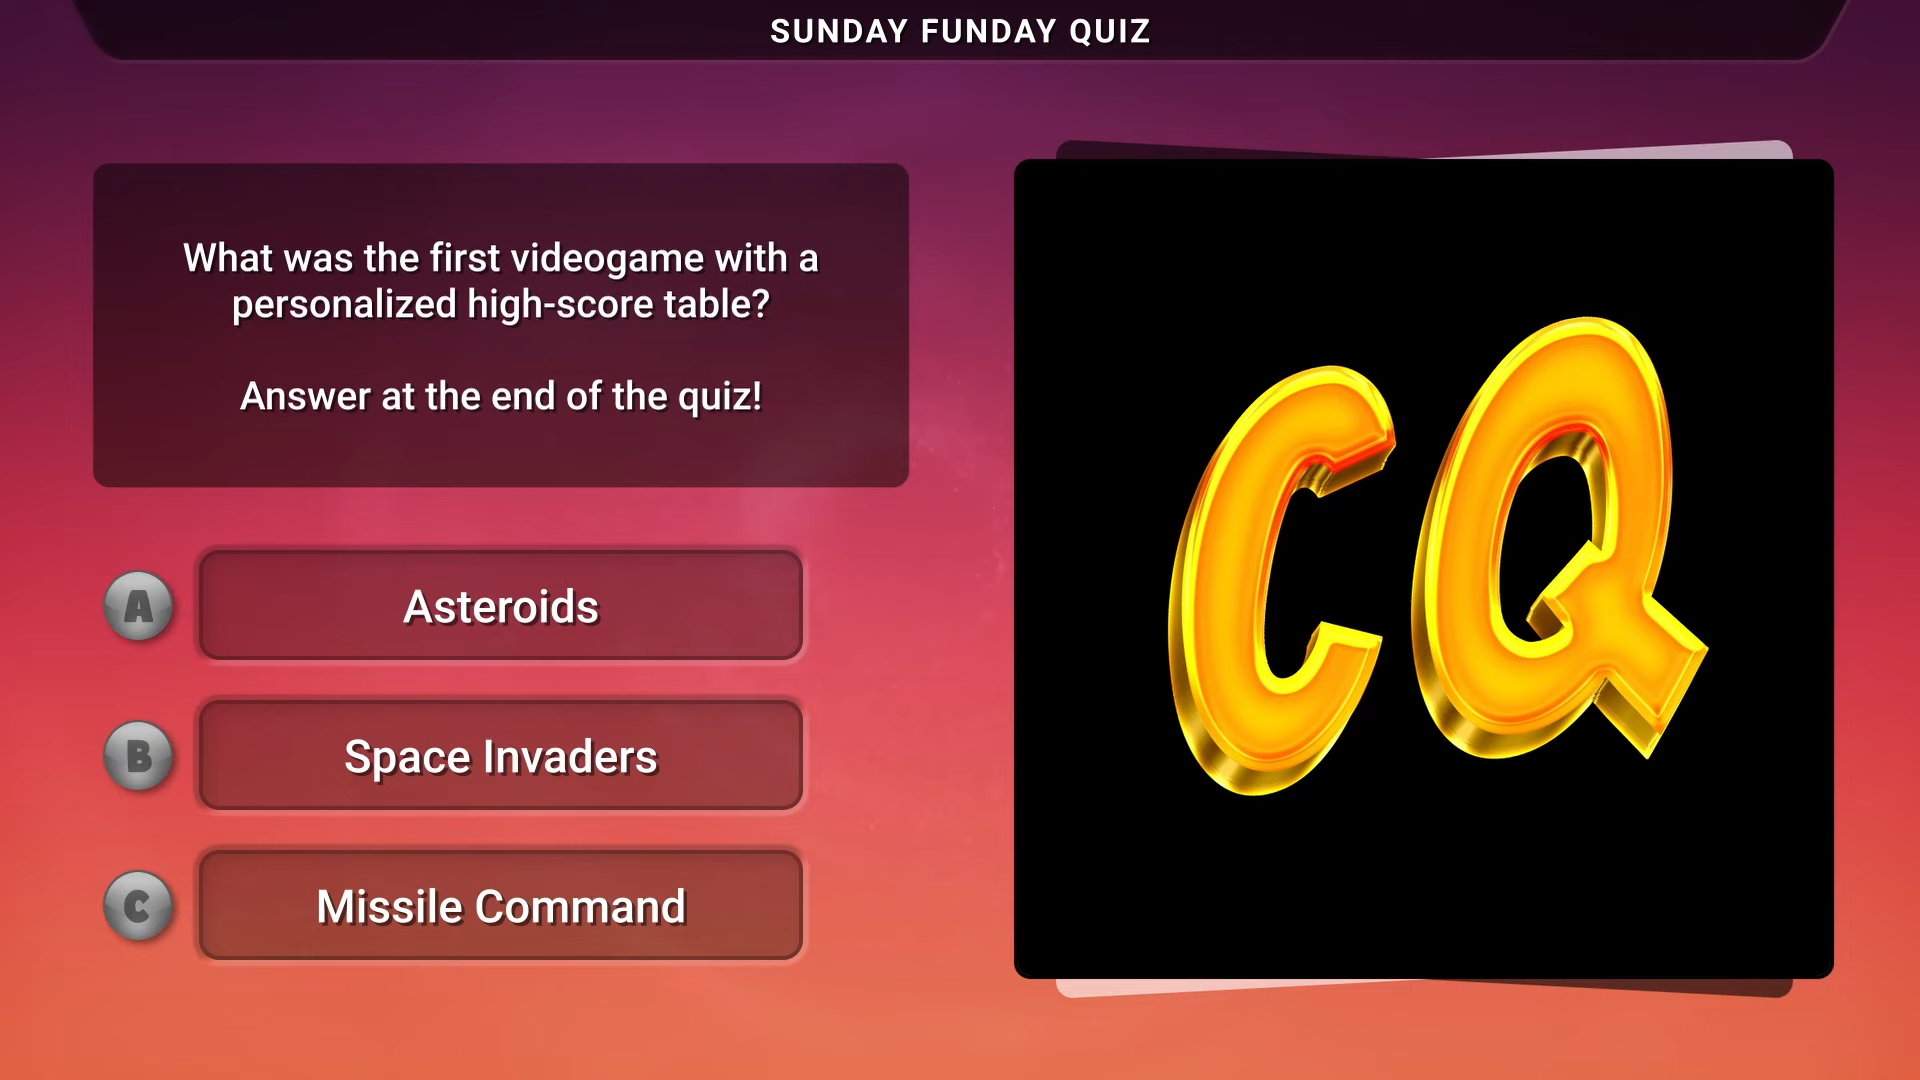 SUNDAY FUNDAY QUIZ
What was the first videogame with a
personalized high-score table?
Answer at the end of the quiz!
A Asteroids
B Space Invaders
C Missile Command
CQ